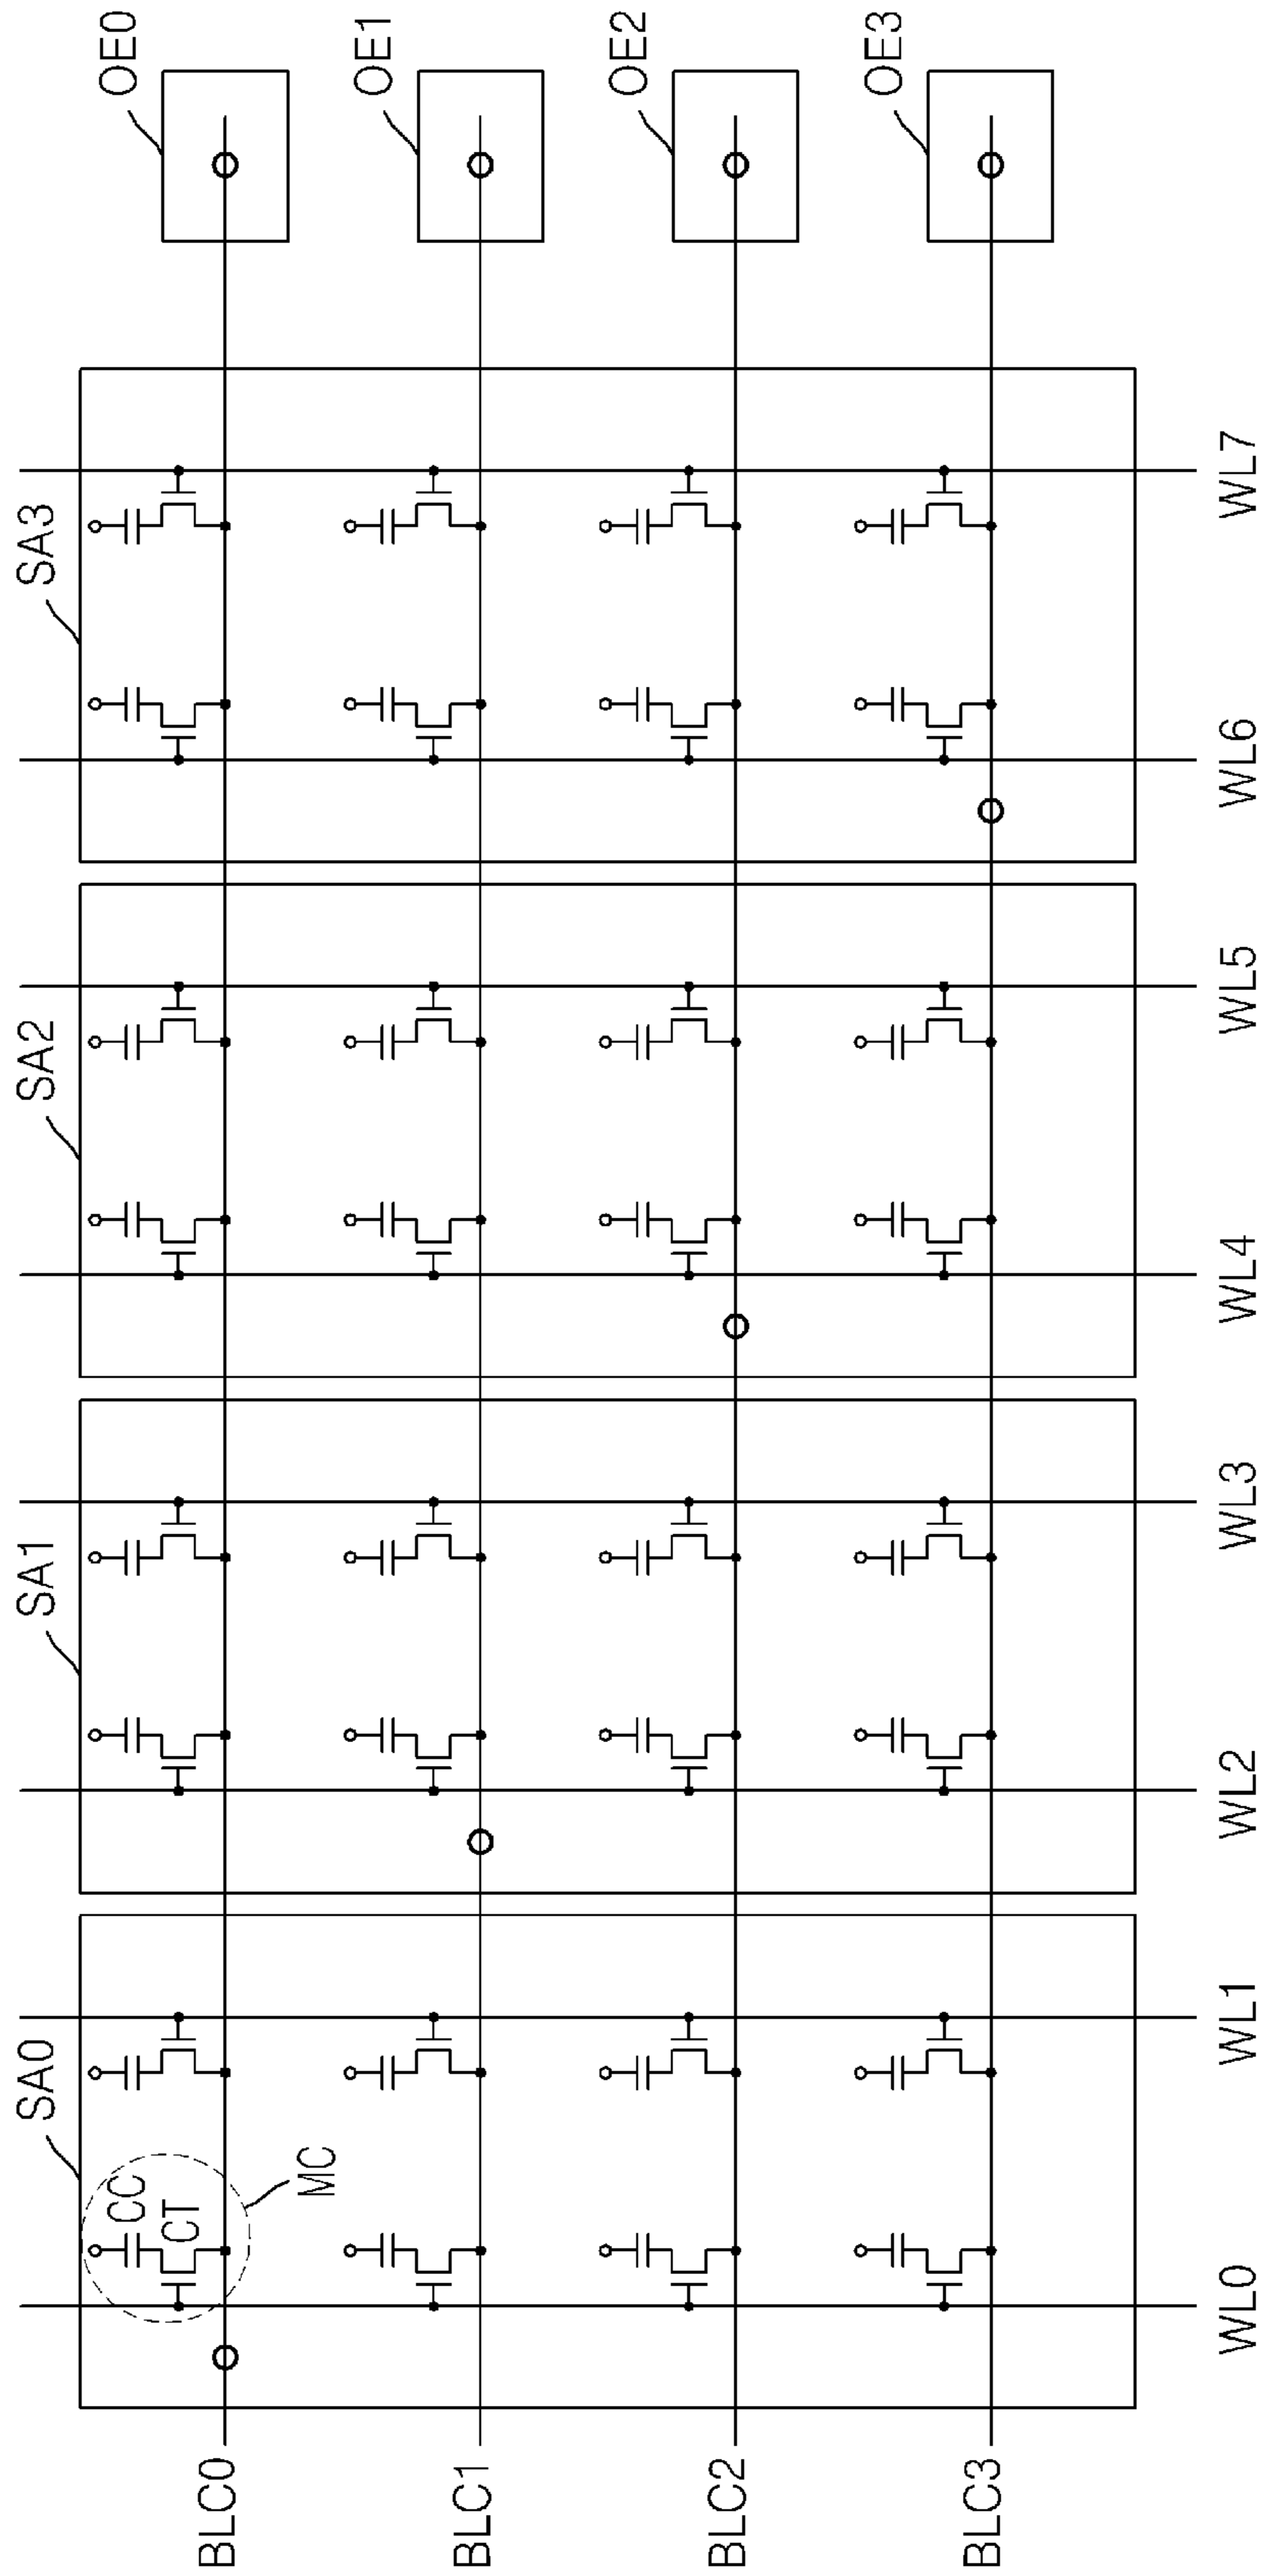 OE0
OE1
OE2
OE3
SA3
WL7
WL6
SA2
WL5
WL4
SA1
WL3
WL2
SA0
WL1
CC
CT
MC
WL0
BLC0
BLC1
BLC2
BLC3